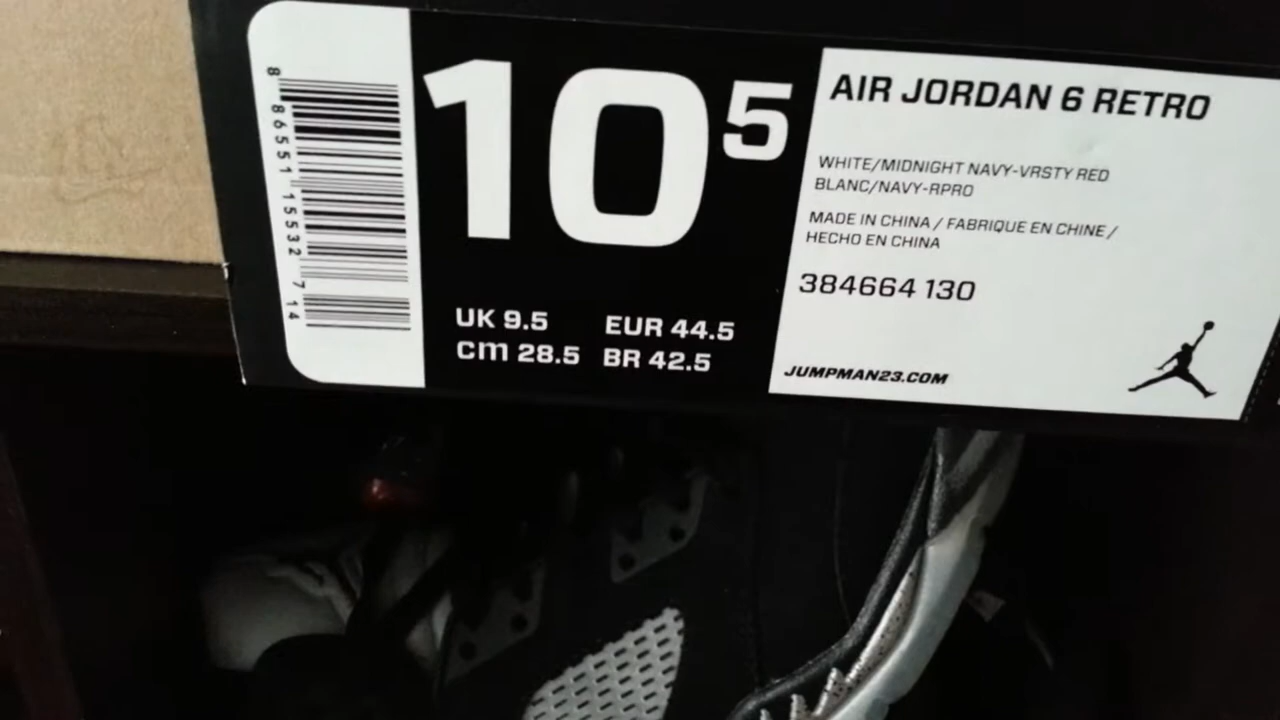 8 86551 15532 7 14
10 5
UK 9.5 EUR 44.5
cm 28.5 BR 42.5
AIR JORDAN 6 RETRO
WHITE/MIDNIGHT NAVY-VRSTY RED
BLANC/NAVY-RPRO
MADE IN CHINA / FABRIQUE EN CHINE /
HECHO EN CHINA
384664 130
JUMPMAN23.COM